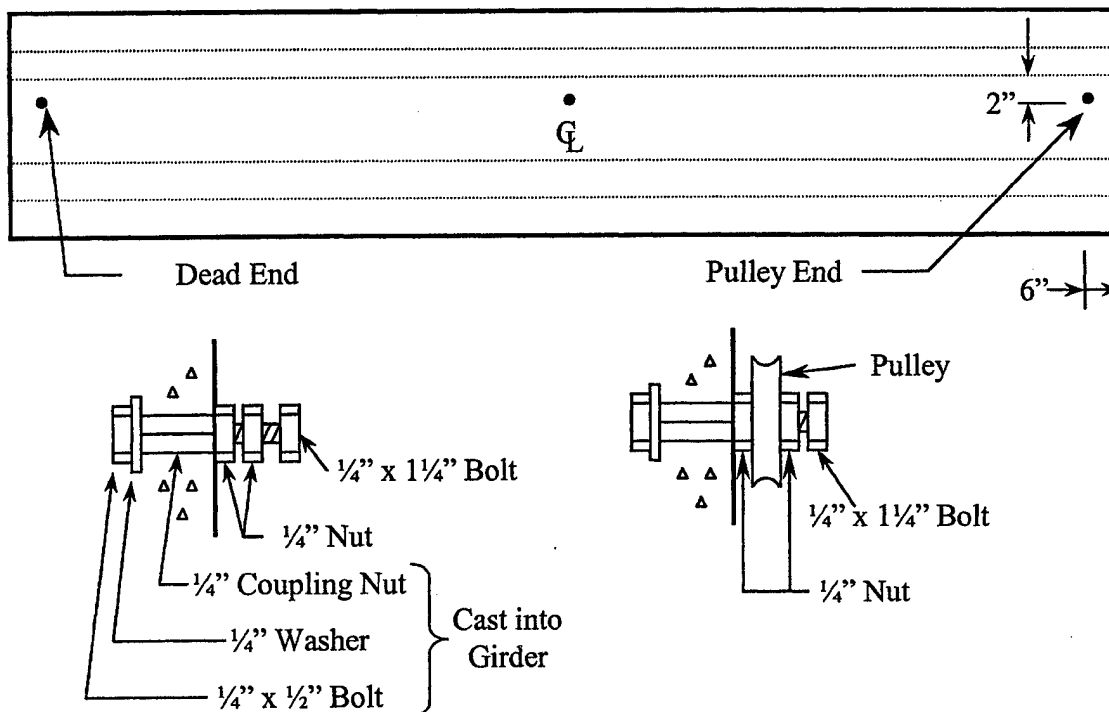 2”
℄
Dead End
Pulley End
6”
Pulley
¼” x 1¼” Bolt
¼” Nut
¼” Coupling Nut
¼” Washer
¼” x ½” Bolt
Cast into
Girder
¼” x 1¼” Bolt
¼” Nut